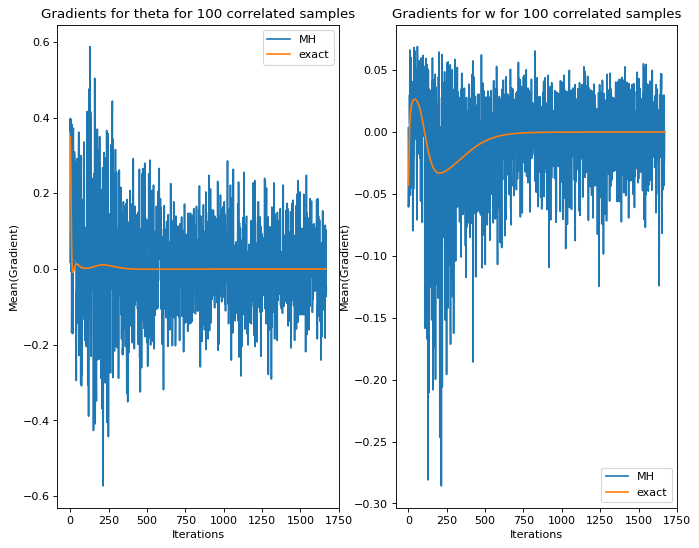 Gradients for theta for 100 correlated samples
MH
exact
0.6
0.4
0.2
0.0
−0.2
−0.4
−0.6
Mean(Gradient)
0 250 500 750 1000 1250 1500 1750
Iterations
Gradients for w for 100 correlated samples
0.05
0.00
−0.05
−0.10
−0.15
−0.20
−0.25
−0.30
Mean(Gradient)
MH
exact
0 250 500 750 1000 1250 1500 1750
Iterations